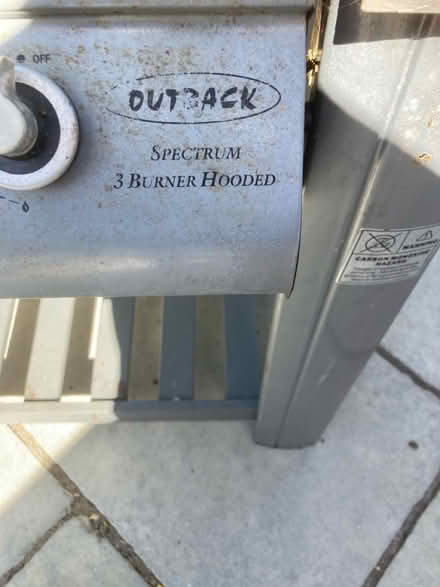 OFF
OUTBACK
SPECTRUM
3 BURNER HOODED
WARNING
CARBON MONOXIDE
HAZARD